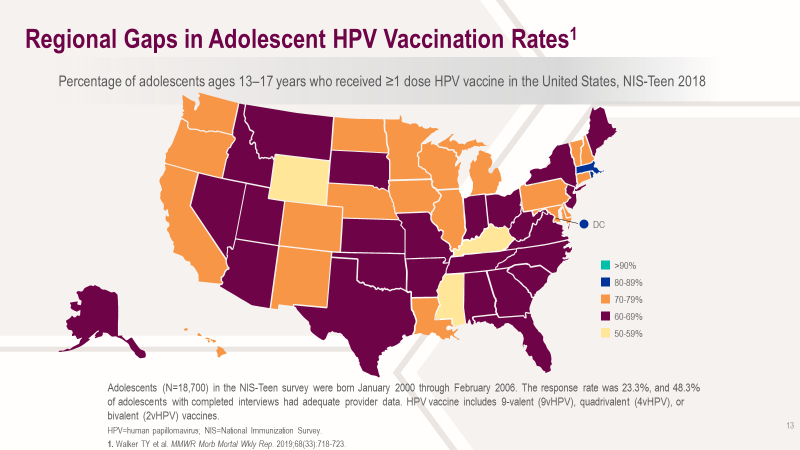 Regional Gaps in Adolescent HPV Vaccination Rates1
Percentage of adolescents ages 13–17 years who received ≥1 dose HPV vaccine in the United States, NIS-Teen 2018
DC
>90%
80-89%
70-79%
60-69%
50-59%
Adolescents (N=18,700) in the NIS-Teen survey were born January 2000 through February 2006. The response rate was 23.3%, and 48.3%
of adolescents with completed interviews had adequate provider data. HPV vaccine includes 9-valent (9vHPV), quadrivalent (4vHPV), or
bivalent (2vHPV) vaccines.
HPV=human papillomavirus; NIS=National Immunization Survey.
1. Walker TY et al. MMWR Morb Mortal Wkly Rep. 2019;68(33):718-723.
13